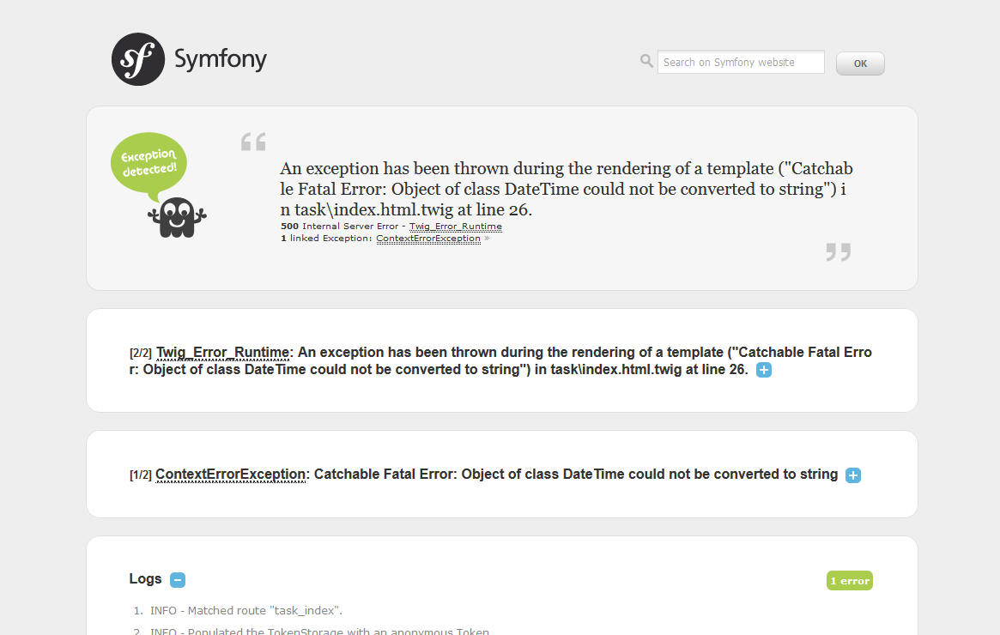 sf Symfony
Search on Symfony website
OK
Exception
detected!
“
An exception has been thrown during the rendering of a template ("Catchab
le Fatal Error: Object of class DateTime could not be converted to string") i
n task\index.html.twig at line 26.
500 Internal Server Error - Twig_Error_Runtime
1 linked Exception: ContextErrorException »
”
[2/2] Twig_Error_Runtime: An exception has been thrown during the rendering of a template ("Catchable Fatal Erro
r: Object of class DateTime could not be converted to string") in task\index.html.twig at line 26.
[1/2] ContextErrorException: Catchable Fatal Error: Object of class DateTime could not be converted to string
Logs
1 error
1. INFO - Matched route "task_index".
2. INFO - Populated the TokenStorage with an anonymous Token.